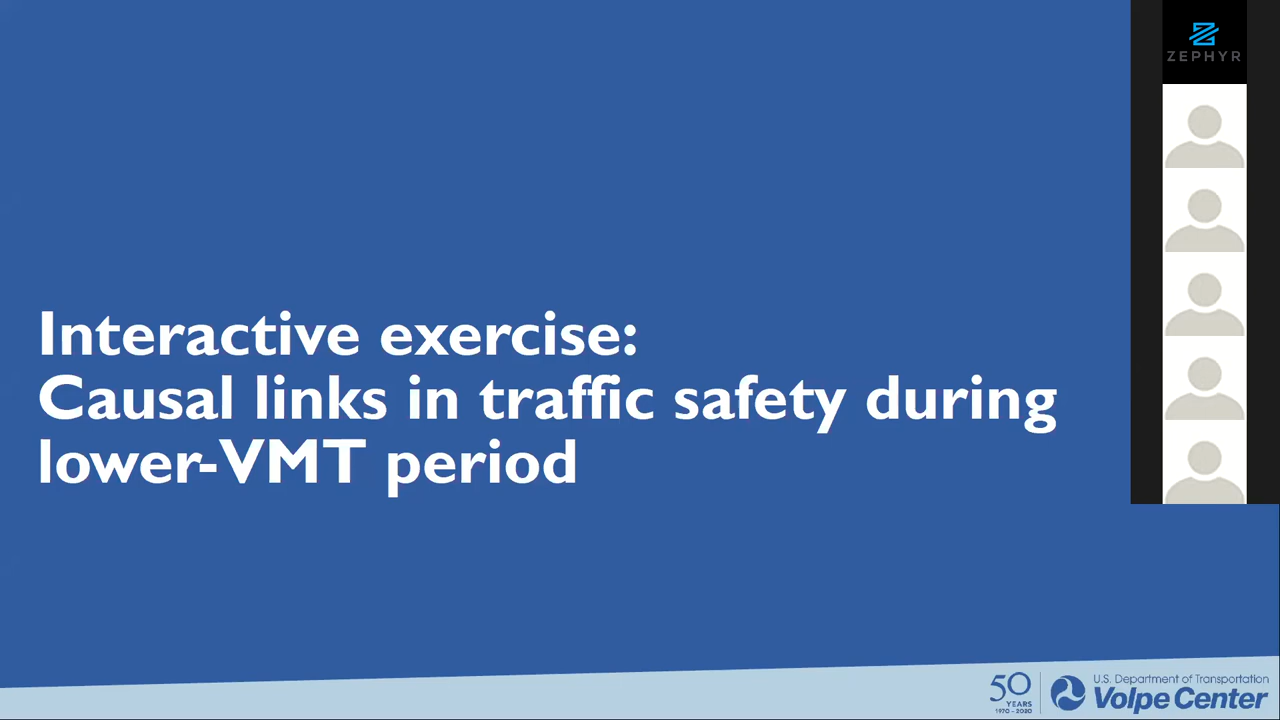 ZEPHYR
Interactive exercise:
Causal links in traffic safety during
lower-VMT period
50
YEARS
1970 - 2020
U.S. Department of Transportation
Volpe Center